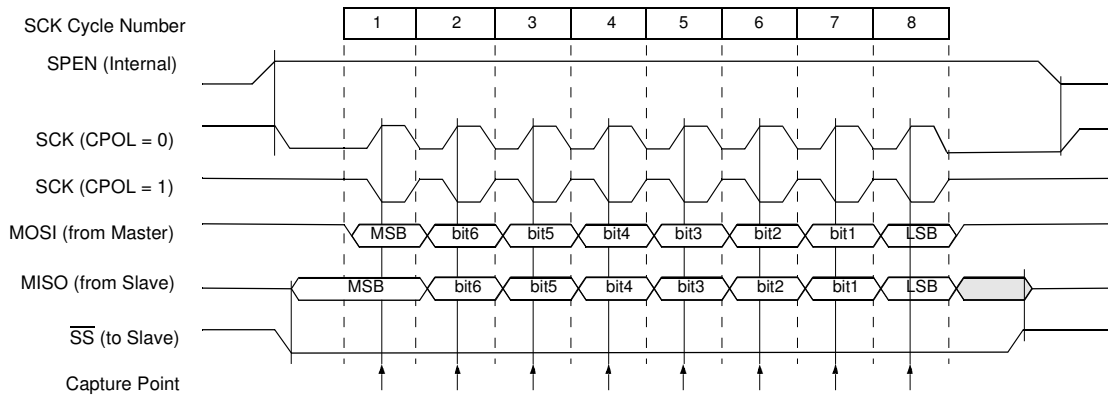 SCK Cycle Number 1 2 3 4 5 6 7 8
SPEN (Internal)
SCK (CPOL = 0)
SCK (CPOL = 1)
MOSI (from Master) MSB bit6 bit5 bit4 bit3 bit2 bit1 LSB
MISO (from Slave) MSB bit6 bit5 bit4 bit3 bit2 bit1 LSB
SS (to Slave)
Capture Point